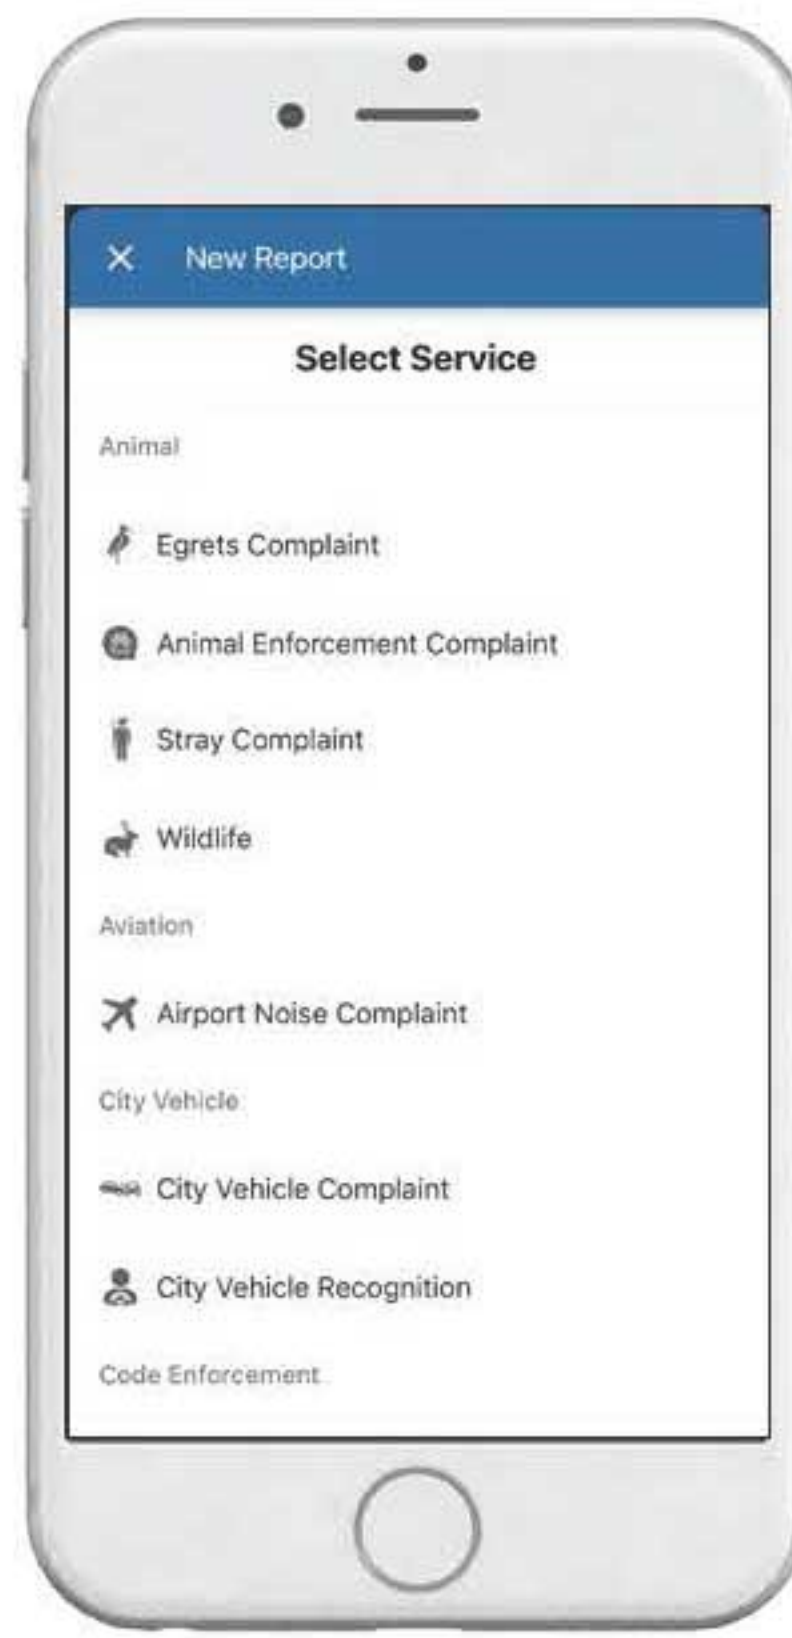 New Report
Select Service
Animal
Egrets Complaint
Animal Enforcement Complaint
Stray Complaint
Wildlife
Aviation
Airport Noise Complaint
City Vehicle
City Vehicle Complaint
City Vehicle Recognition
Code Enforcement